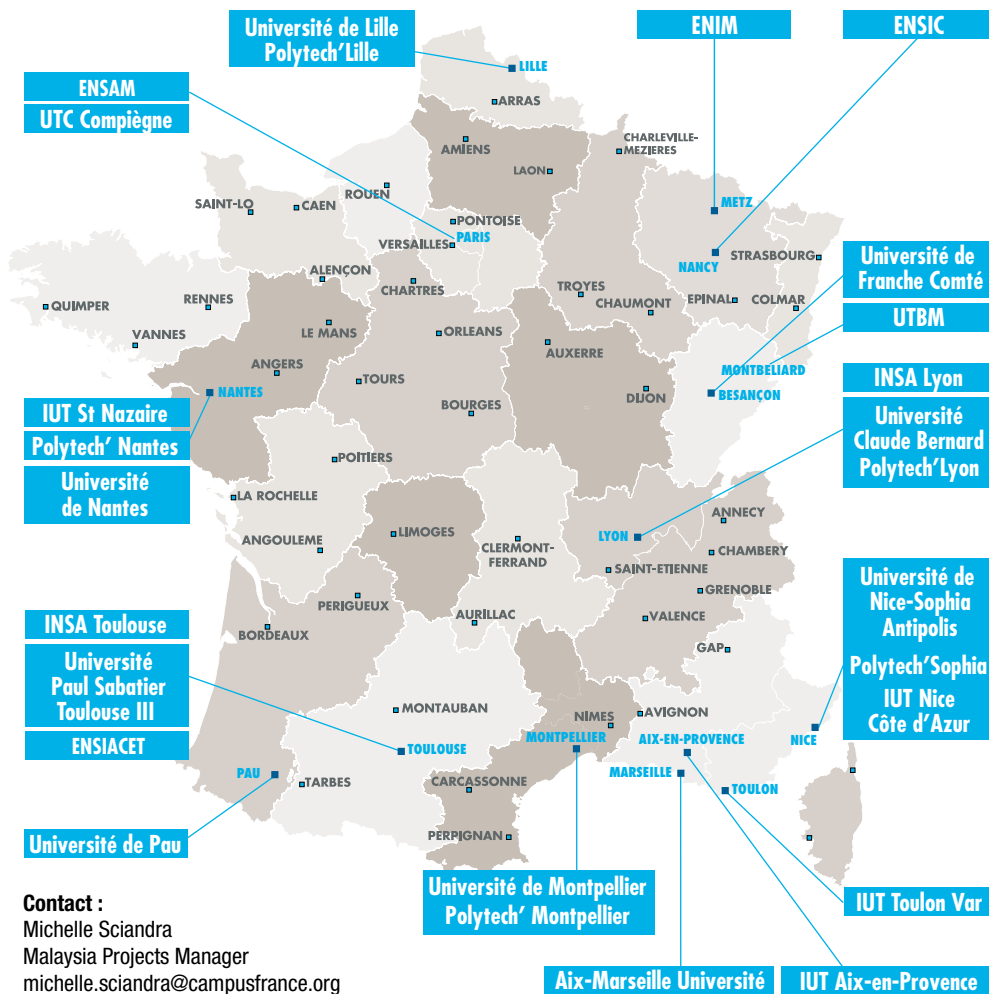 Université de Lille
Polytech'Lille
ENIM
ENSIC
LILLE
ENSAM
UTC Compiègne
ARRAS
AMIENS
CHARLEVILLE-
MEZIERES
LAON
ROUEN
SAINT-LO
CAEN
METZ
PONTOISE
PARIS
VERSAILLES
NANCY
STRASBOURG
Université de
Franche Comté
ALENÇON
CHARTRES
TROYES
CHAUMONT
EPINAL
COLMAR
QUIMPER
RENNES
LE MANS
ORLEANS
UTBM
VANNES
AUXERRE
ANGERS
TOURS
MONTBELIARD
BESANÇON
DIJON
NANTES
BOURGES
INSA Lyon
IUT St Nazaire
Polytech' Nantes
Université
de Nantes
Université
Claude Bernard
Polytech'Lyon
POITIERS
LA ROCHELLE
ANGOULEME
LIMOGES
CLERMONT-
FERRAND
LYON
ANNECY
CHAMBERY
SAINT-ETIENNE
GRENOBLE
PERIGUEUX
AURILLAC
VALENCE
BORDEAUX
GAP
Université de
Nice-Sophia
Antipolis
Polytech'Sophia
IUT Nice
Côte d'Azur
INSA Toulouse
Université
Paul Sabatier
Toulouse III
ENSIACET
MONTAUBAN
NIMES
AVIGNON
TOULOUSE
MONTPELLIER
AIX-EN-PROVENCE
NICE
PAU
TARBES
CARCASSONNE
MARSEILLE
TOULON
PERPIGNAN
Université de Pau
Université de Montpellier
Polytech' Montpellier
IUT Toulon Var
Aix-Marseille Université
IUT Aix-en-Provence
Contact :
Michelle Sciandra
Malaysia Projects Manager
michelle.sciandra@campusfrance.org